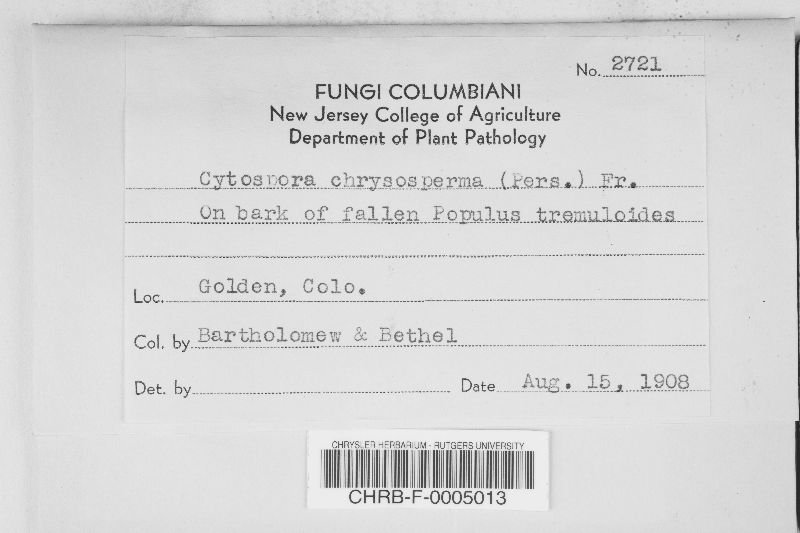 No. 2721
FUNGI COLUMBIANI
New Jersey College of Agriculture
Department of Plant Pathology
Cytospora chrysosperma (Pers.) Fr.
On bark of fallen Populus tremuloides
Loc. Golden, Colo.
Col. by Bartholomew & Bethel
Det. by Date Aug. 15, 1908
CHRYSLER HERBARIUM - RUTGERS UNIVERSITY
CHRB-F-0005013